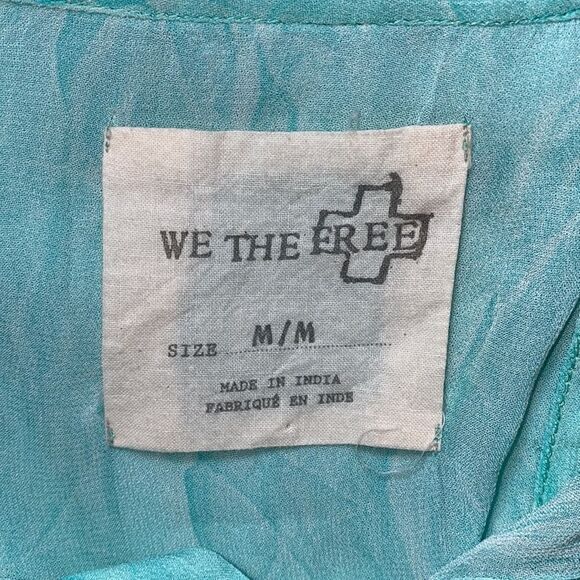 WE THE FREE
SIZE M/M
MADE IN INDIA
FABRIQUÉ EN INDE